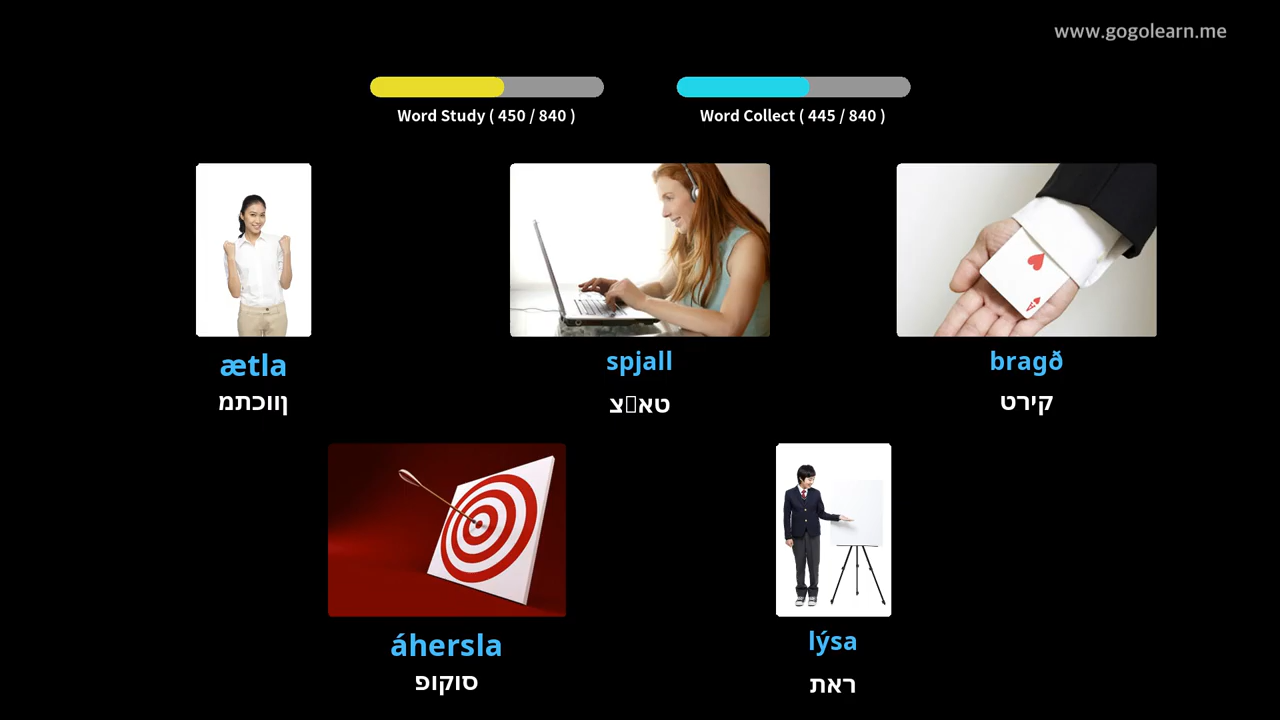 www.gogolearn.me
Word Study ( 450 / 840 )
Word Collect ( 445 / 840 )
ætla
מתכוון
spjall
צ׳אט
bragð
טריק
áhersla
פוקוס
lýsa
תאר